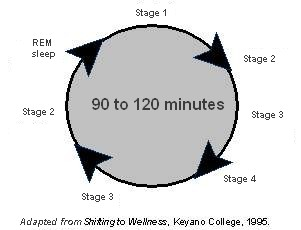 Stage 1
REM
sleep
Stage 2
Stage 2
90 to 120 minutes
Stage 3
Stage 4
Stage 3
Adapted from Shifting to Wellness, Keyano College, 1995.